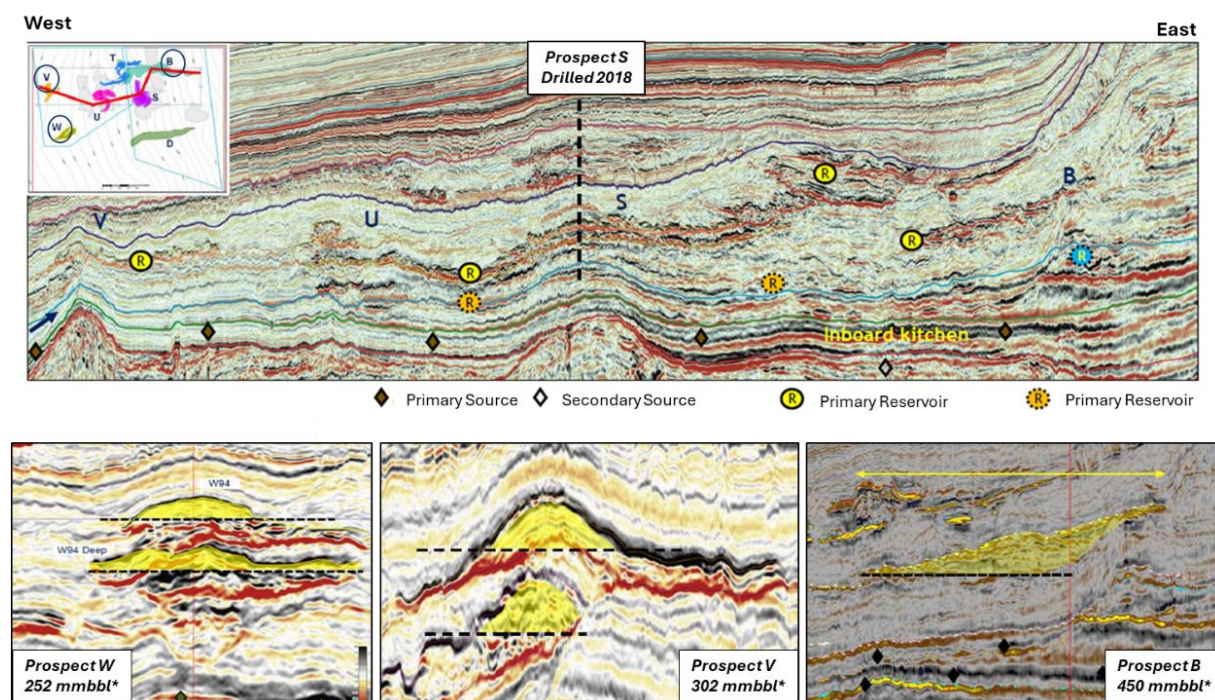 West
East
Prospect S
Drilled 2018
T
B
V
S
U
W
D
V
U
S
B
R
R
R
R
R
R
R
Inboard kitchen
Primary Source
Secondary Source
R
Primary Reservoir
R
Primary Reservoir
W94
W94 Deep
Prospect W
252 mmbbl*
Prospect V
302 mmbbl*
Prospect B
450 mmbbl*